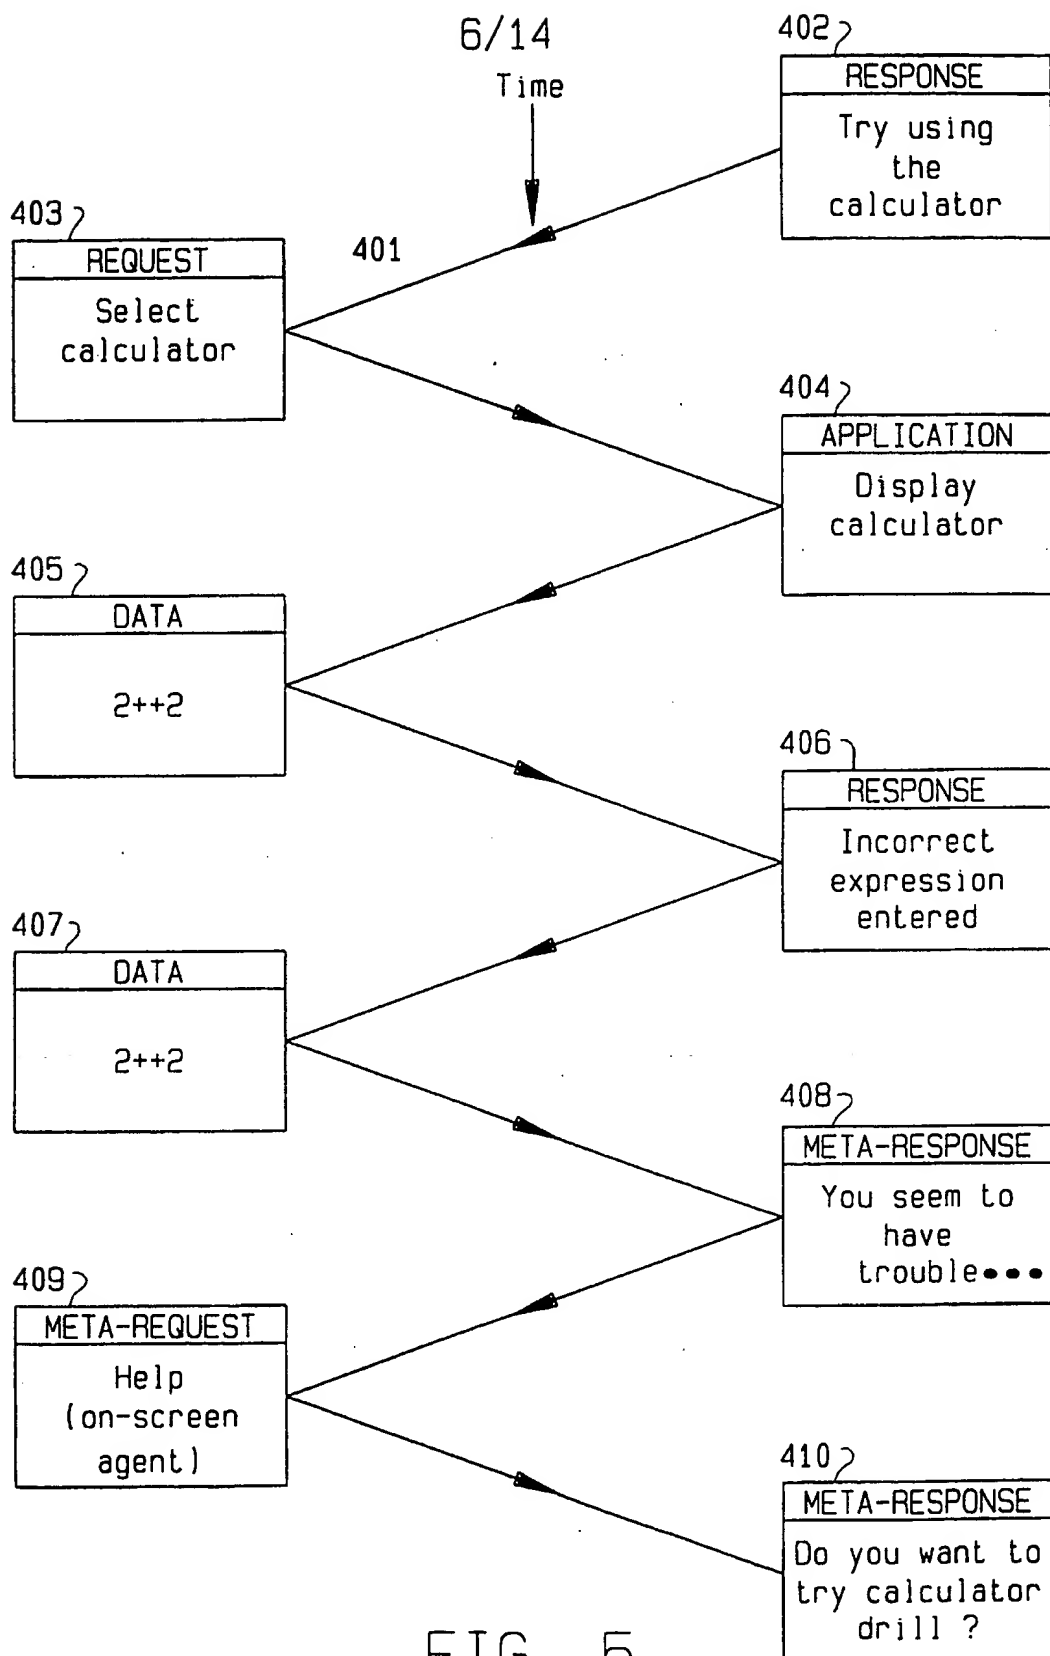 6/14
Time
402
RESPONSE
Try using
the
calculator
403
REQUEST
Select
calculator
401
404
APPLICATION
Display
calculator
405
DATA
2++2
406
RESPONSE
Incorrect
expression
entered
407
DATA
2++2
408
META-RESPONSE
You seem to
have
trouble•••
409
META-REQUEST
Help
(on-screen
agent)
410
META-RESPONSE
Do you want to
try calculator
drill ?
FIG. 5